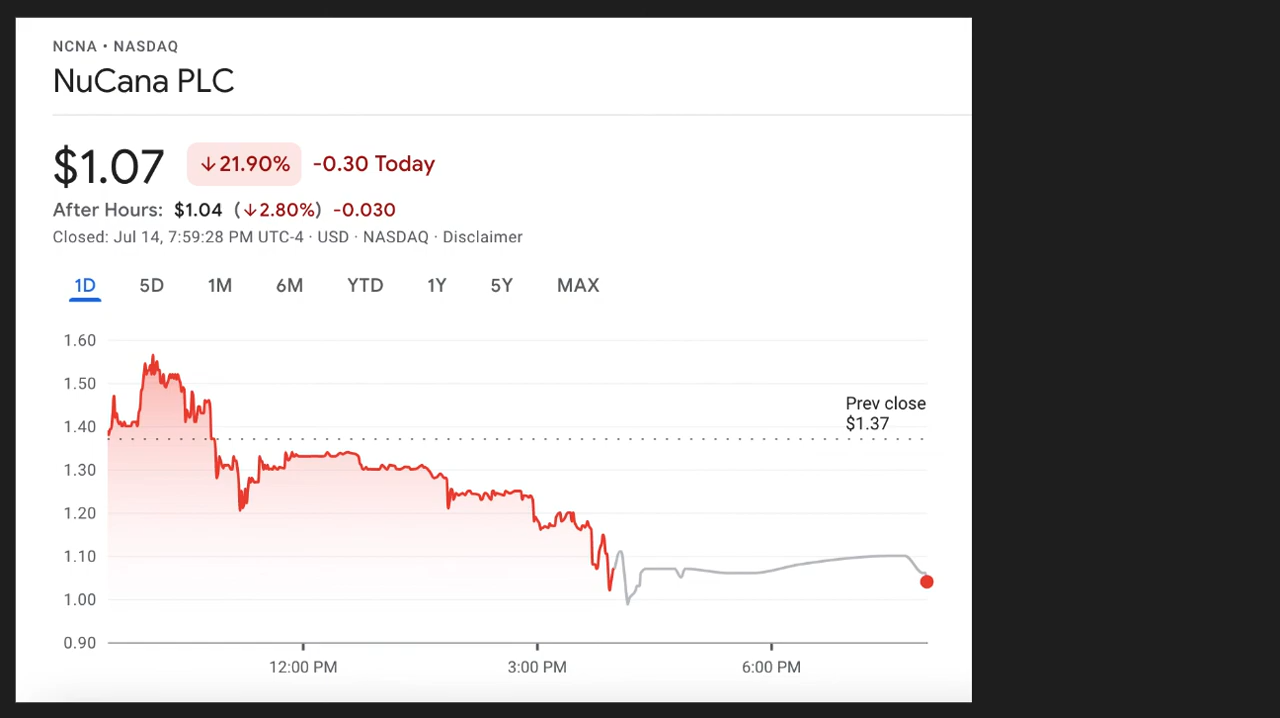 NCNA • NASDAQ
NuCana PLC
$1.07 ↓21.90% -0.30 Today
After Hours: $1.04 (↓2.80%) -0.030
Closed: Jul 14, 7:59:28 PM UTC-4 · USD · NASDAQ · Disclaimer
1D 5D 1M 6M YTD 1Y 5Y MAX
1.60
1.50
Prev close
$1.37
1.40
1.30
1.20
1.10
1.00
0.90
12:00 PM 3:00 PM 6:00 PM